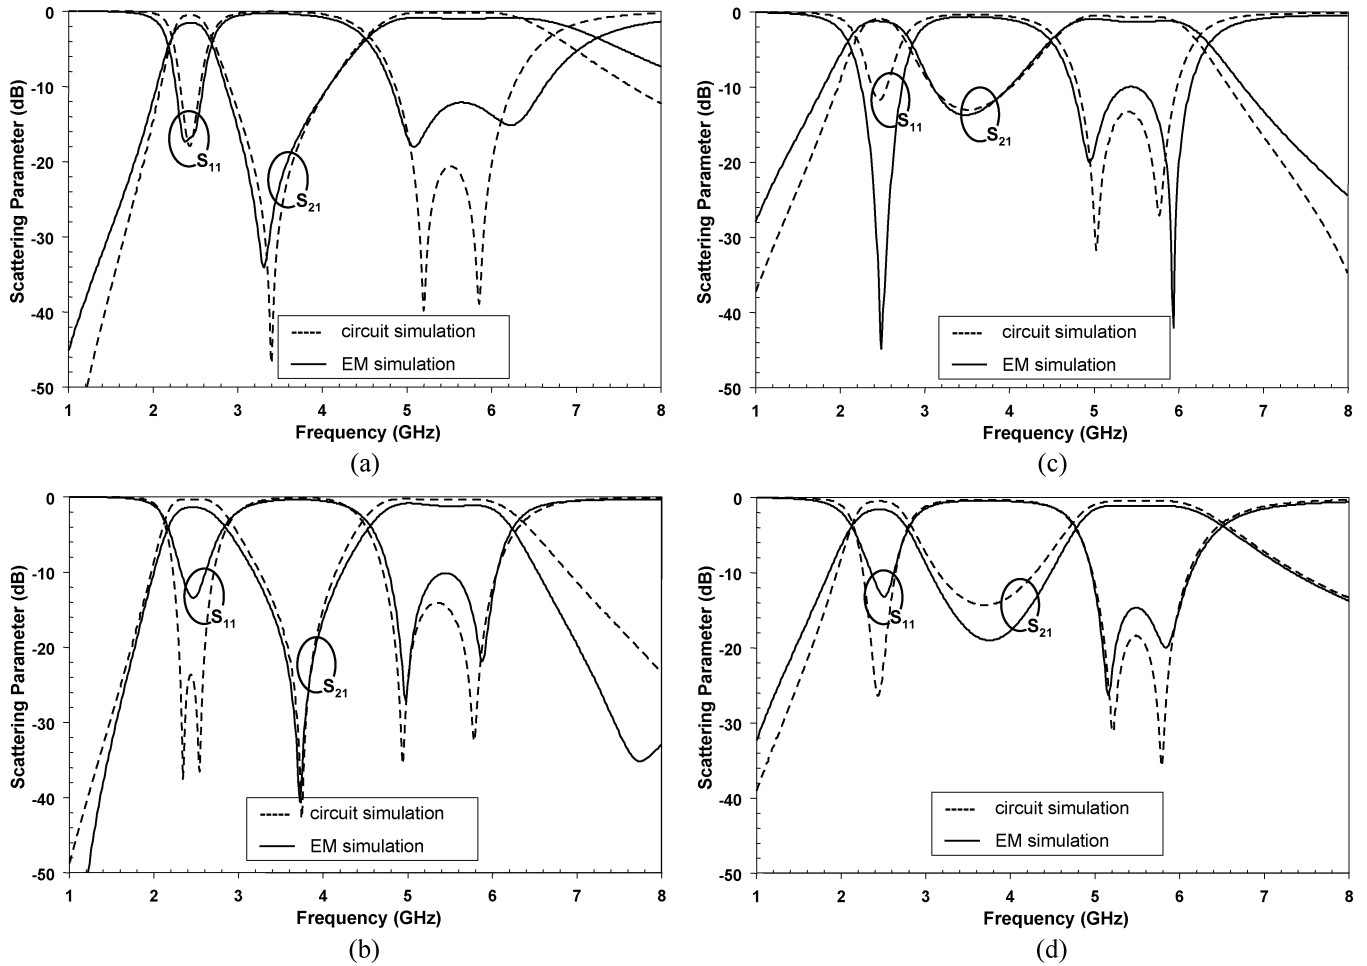 0
-10
-20
-30
-40
-50
Scattering Parameter (dB)
S11
S21
circuit simulation
EM simulation
1 2 3 4 5 6 7 8
Frequency (GHz)
(a)
0
-10
-20
-30
-40
-50
Scattering Parameter (dB)
S11
S21
circuit simulation
EM simulation
1 2 3 4 5 6 7 8
Frequency (GHz)
(c)
0
-10
-20
-30
-40
-50
Scattering Parameter (dB)
S11
S21
circuit simulation
EM simulation
1 2 3 4 5 6 7 8
Frequency (GHz)
(b)
0
-10
-20
-30
-40
-50
Scattering Parameter (dB)
S11
S21
circuit simulation
EM simulation
1 2 3 4 5 6 7 8
Frequency (GHz)
(d)